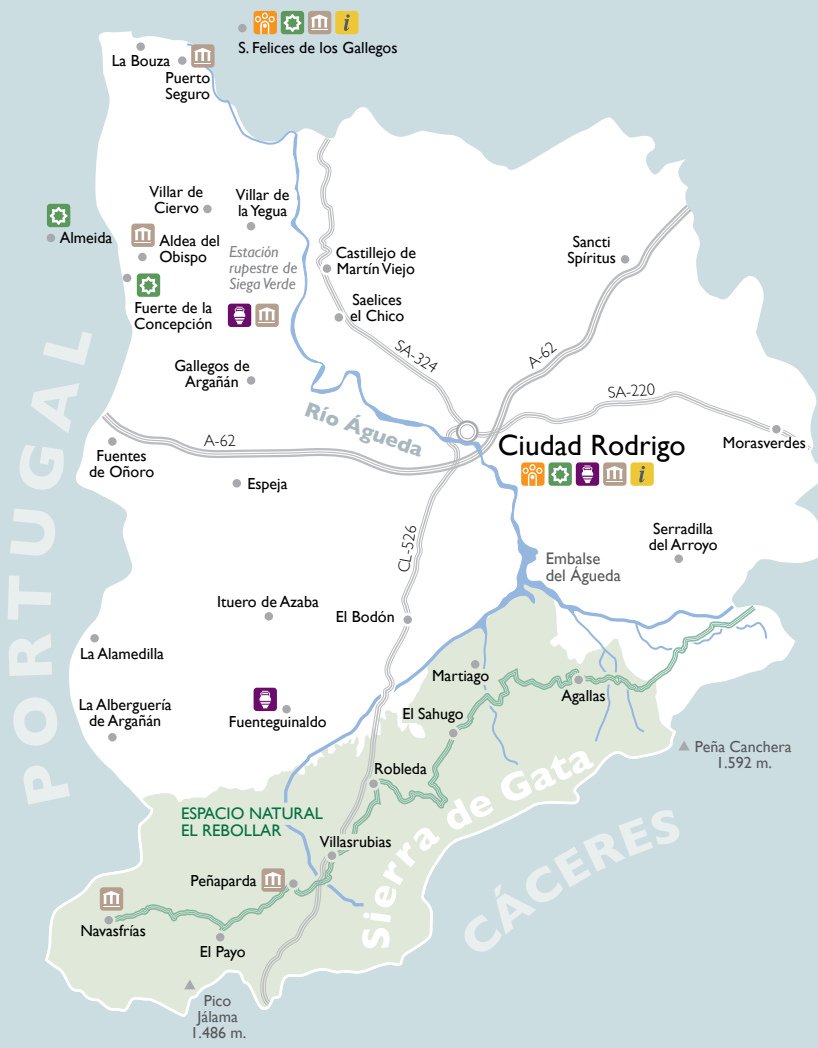 S. Felices de los Gallegos
La Bouza
Puerto
Seguro
Villar de
Ciervo
Villar de
la Yegua
Almeida
Aldea del
Obispo
Estación
rupestre de
Siega Verde
Castillejo de
Martín Viejo
Sancti
Spíritus
Fuerte de la
Concepción
Saelices
el Chico
Gallegos de
Argañán
SA-324
A-62
SA-220
Río Águeda
A-62
Ciudad Rodrigo
Morasverdes
Fuentes
de Oñoro
Espeja
PORTUGAL
CL-526
Serradilla
del Arroyo
Embalse
del Águeda
Ituero de Azaba
El Bodón
La Alamedilla
Martiago
Agallas
La Alberguería
de Argañán
Fuenteguinaldo
El Sahugo
Peña Canchera
1.592 m.
Robleda
Sierra de Gata
ESPACIO NATURAL
EL REBOLLAR
Villasrubias
CÁCERES
Peñaparda
Navasfrías
El Payo
Pico
Jálama
1.486 m.
i
i